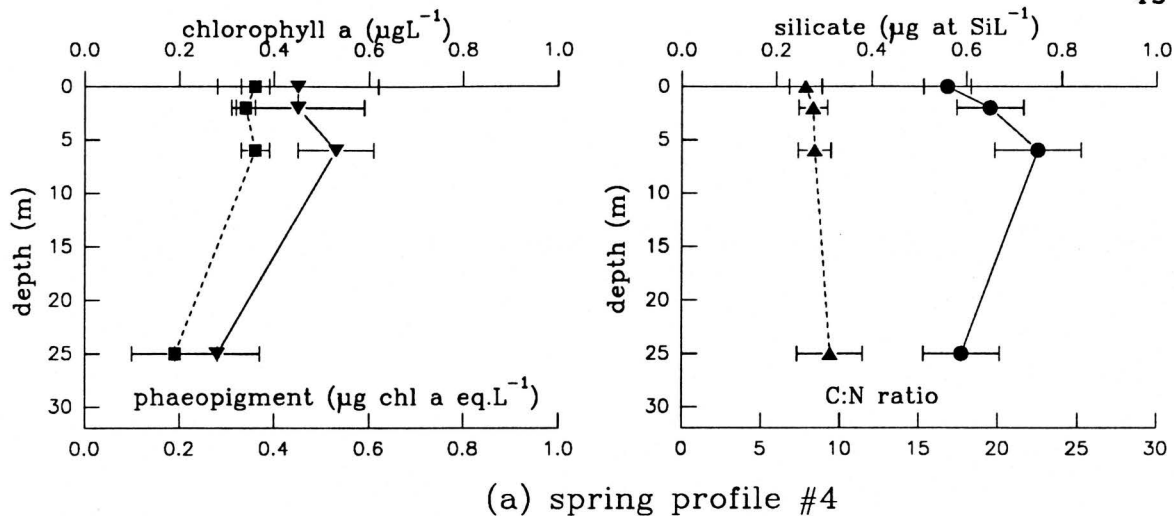 chlorophyll a (µgL⁻¹)
0.0 0.2 0.4 0.6 0.8 1.0
0
5
10
15
20
25
30
depth (m)
phaeopigment (µg chl a eq.L⁻¹)
0.0 0.2 0.4 0.6 0.8 1.0
silicate (µg at SiL⁻¹)
0.0 0.2 0.4 0.6 0.8 1.0
0
5
10
15
20
25
30
depth (m)
C:N ratio
0 5 10 15 20 25 30
(a) spring profile #4